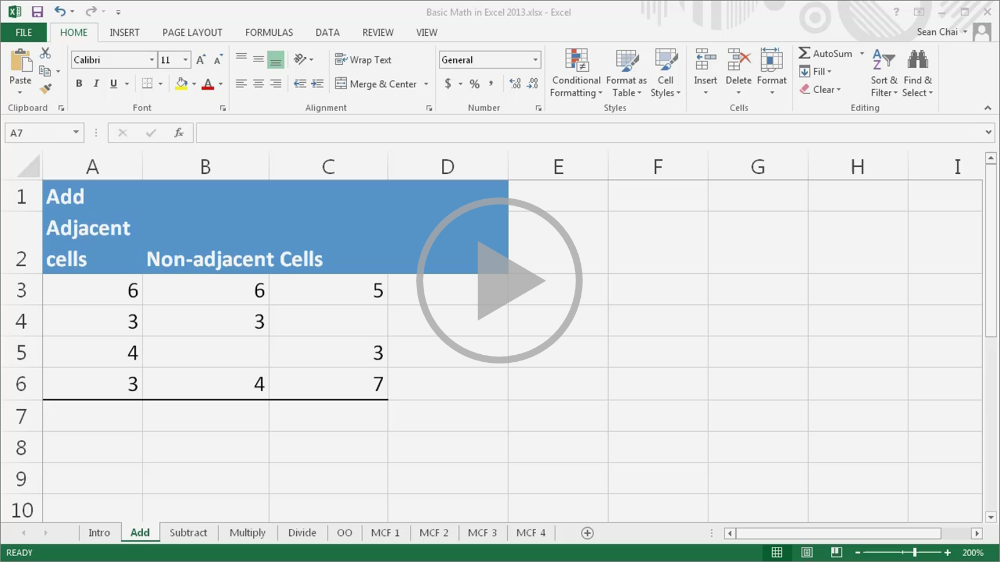 Basic Math in Excel 2013.xlsx - Excel
?
FILE HOME INSERT PAGE LAYOUT FORMULAS DATA REVIEW VIEW Sean Chai
Calibri 11 A A Wrap Text General AutoSum
Paste B I U A Merge & Center $ % , Conditional Formatting Format as Table Cell Styles Insert Delete Format Fill Clear Sort & Filter Find & Select
Clipboard Font Alignment Number Styles Cells Editing
A7 fx
A B C D E F G H I
1 Add
Adjacent
2 cells Non-adjacent Cells
3 6 6 5
4 3 3
5 4 3
6 3 4 7
7
8
9
10
Intro Add Subtract Multiply Divide OO MCF 1 MCF 2 MCF 3 MCF 4
READY 200%